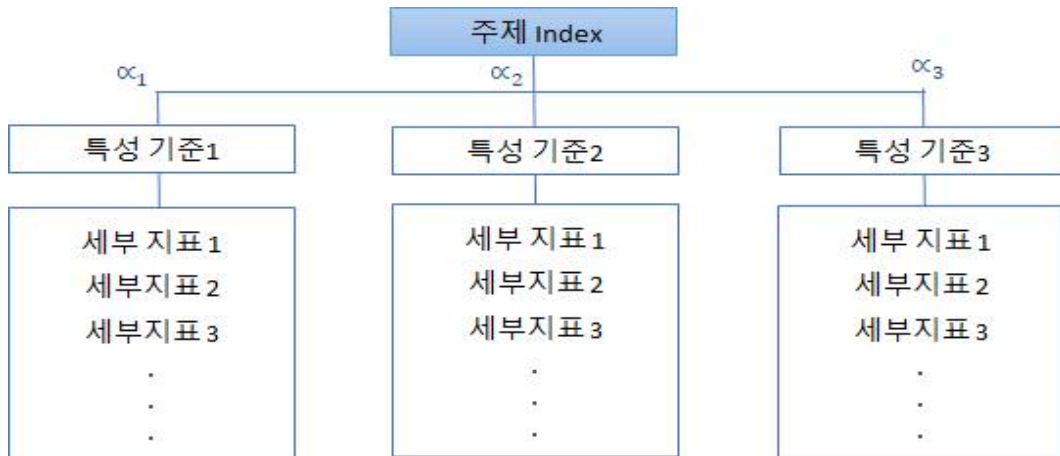 주제 Index
∝1 ∝2 ∝3
특성 기준1 특성 기준2 특성 기준3
세부 지표1
세부지표2
세부지표3
.
.
.
세부 지표1
세부지표2
세부지표3
.
.
.
세부 지표1
세부지표2
세부지표3
.
.
.